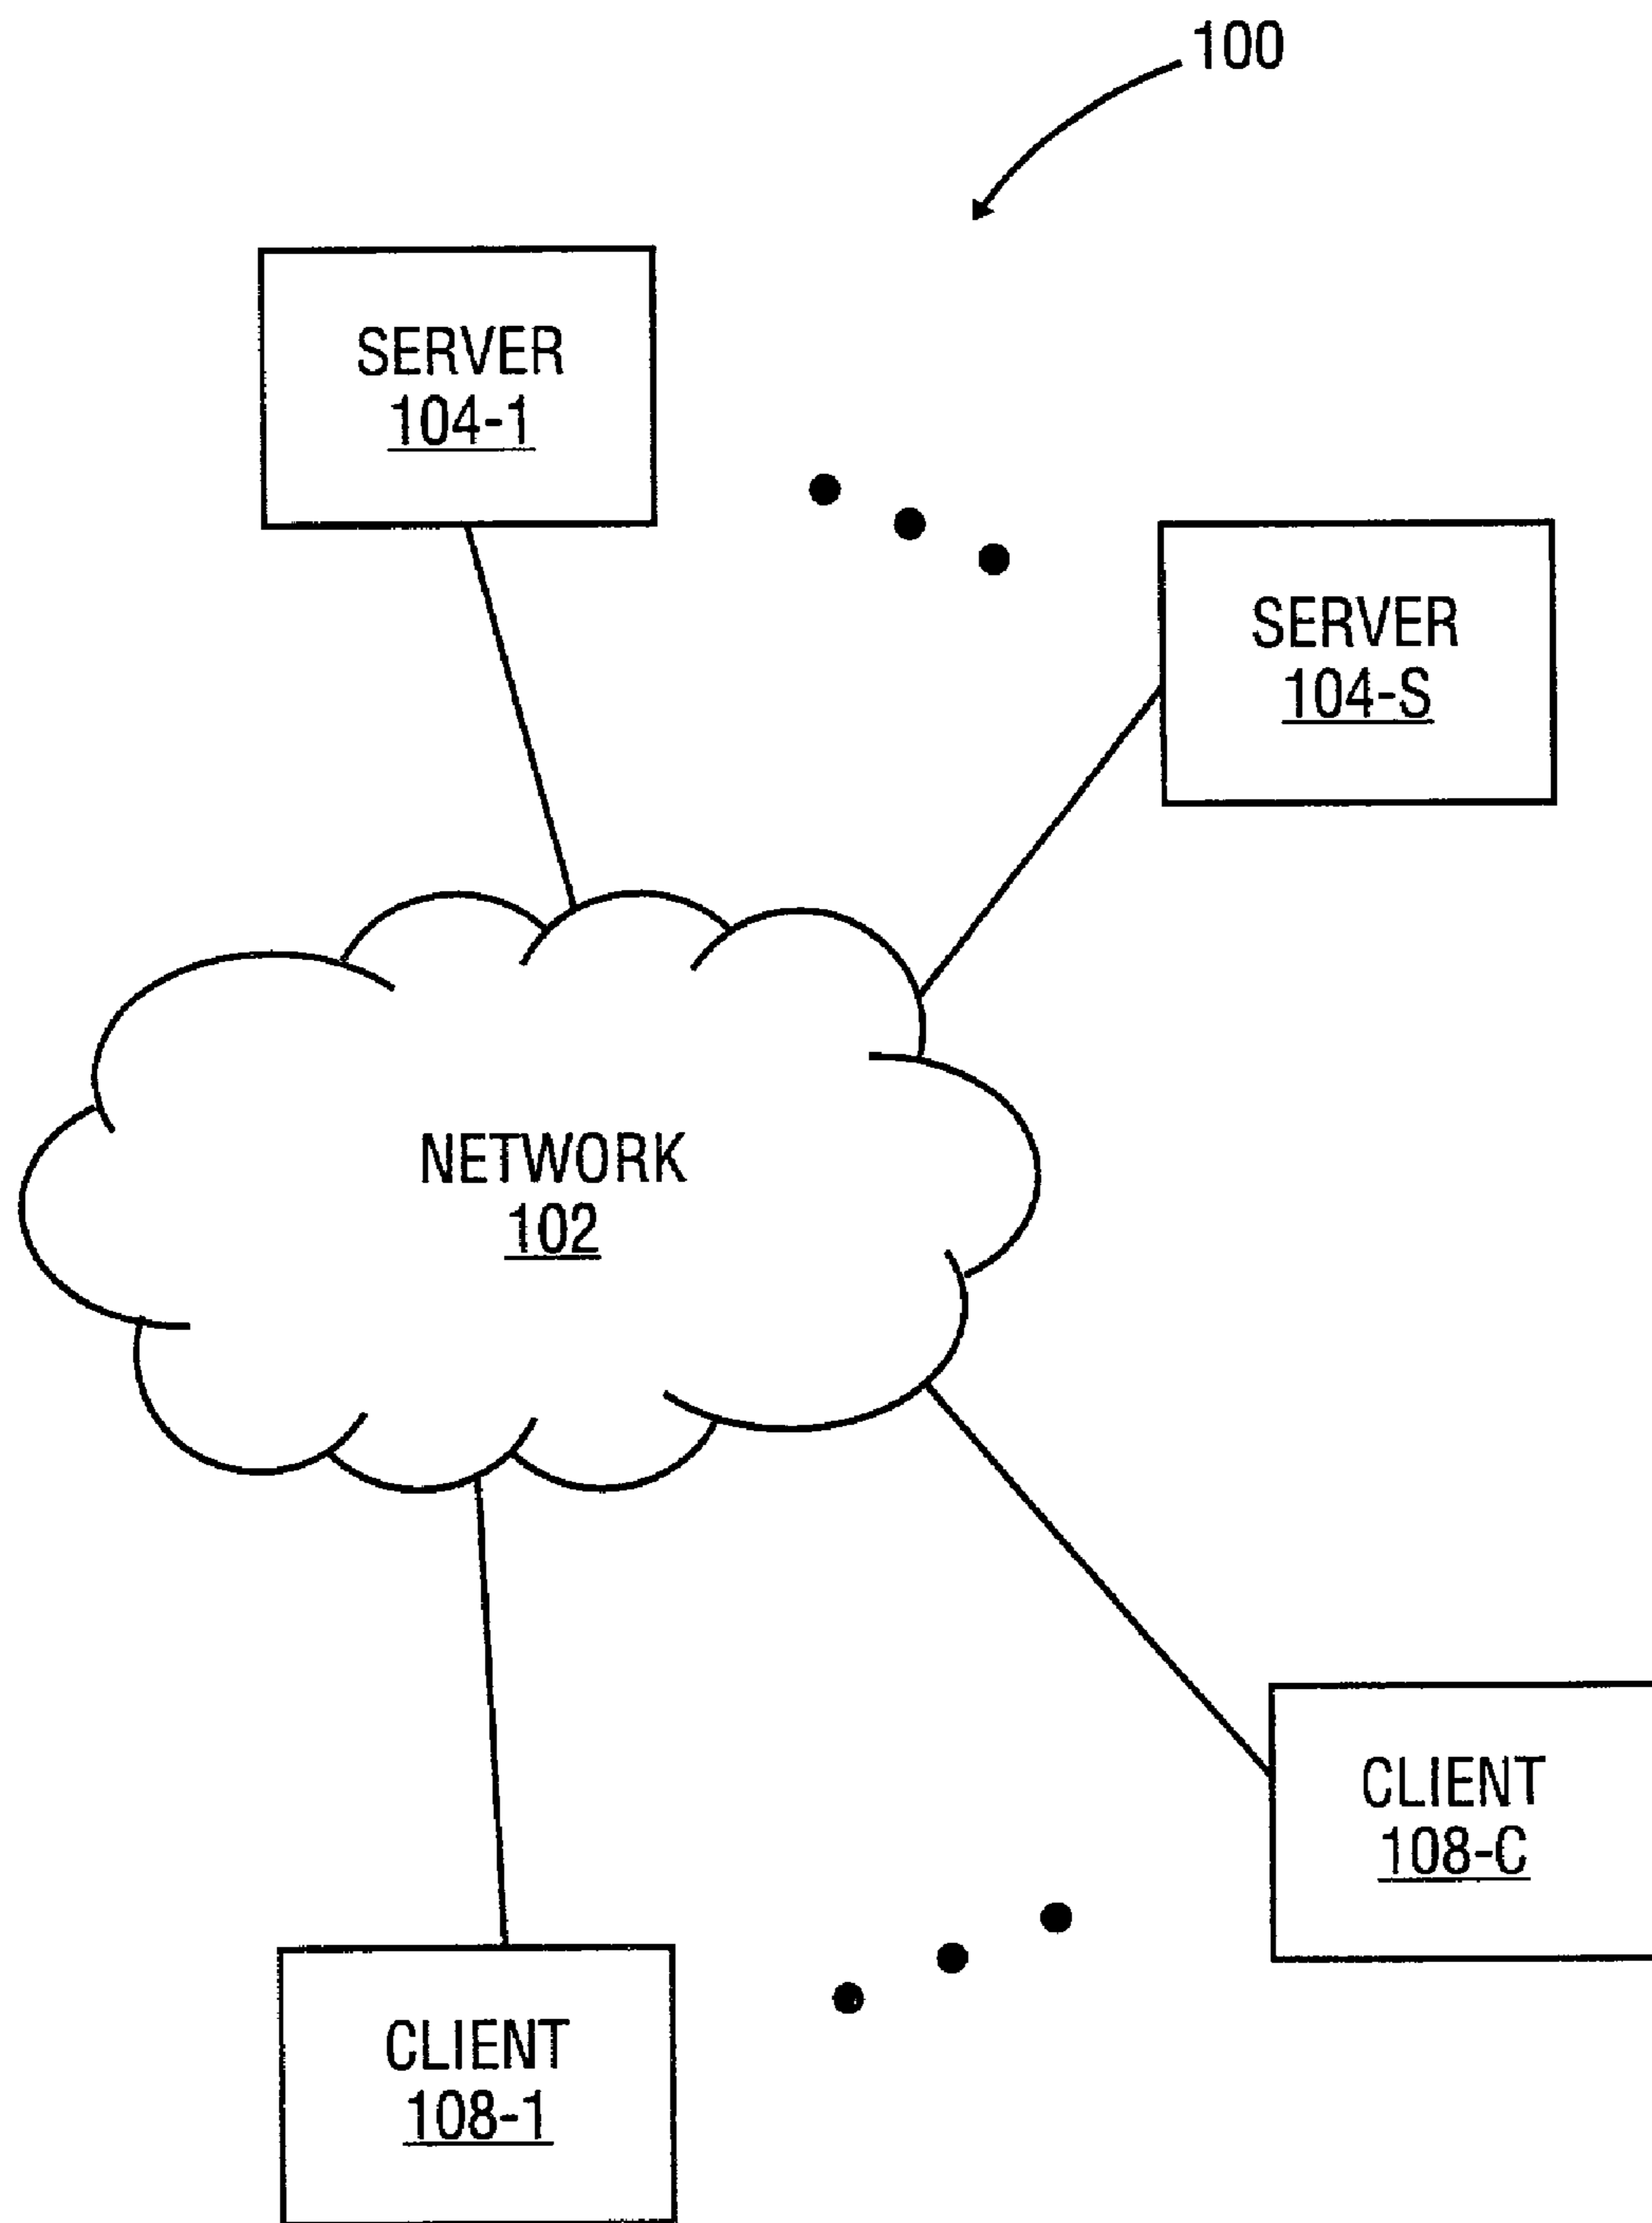 100
SERVER
104-1
SERVER
104-S
NETWORK
102
CLIENT
108-C
CLIENT
108-1